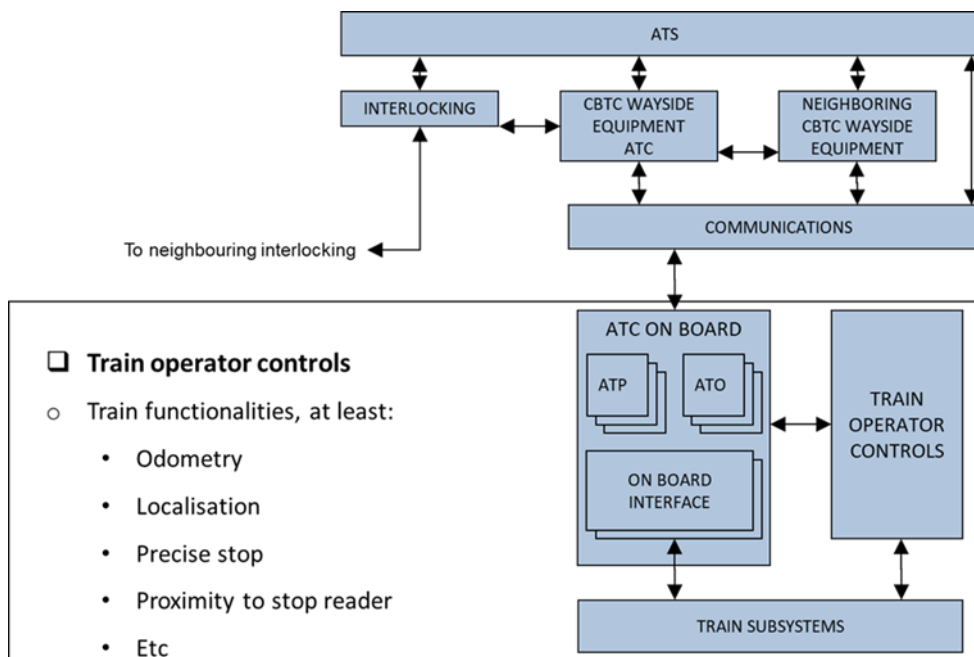 ATS
INTERLOCKING
CBTC WAYSIDE
EQUIPMENT
ATC
NEIGHBORING
CBTC WAYSIDE
EQUIPMENT
COMMUNICATIONS
To neighbouring interlocking
ATC ON BOARD
ATP
ATO
ON BOARD
INTERFACE
TRAIN
OPERATOR
CONTROLS
TRAIN SUBSYSTEMS
❑ Train operator controls
o Train functionalities, at least:
• Odometry
• Localisation
• Precise stop
• Proximity to stop reader
• Etc